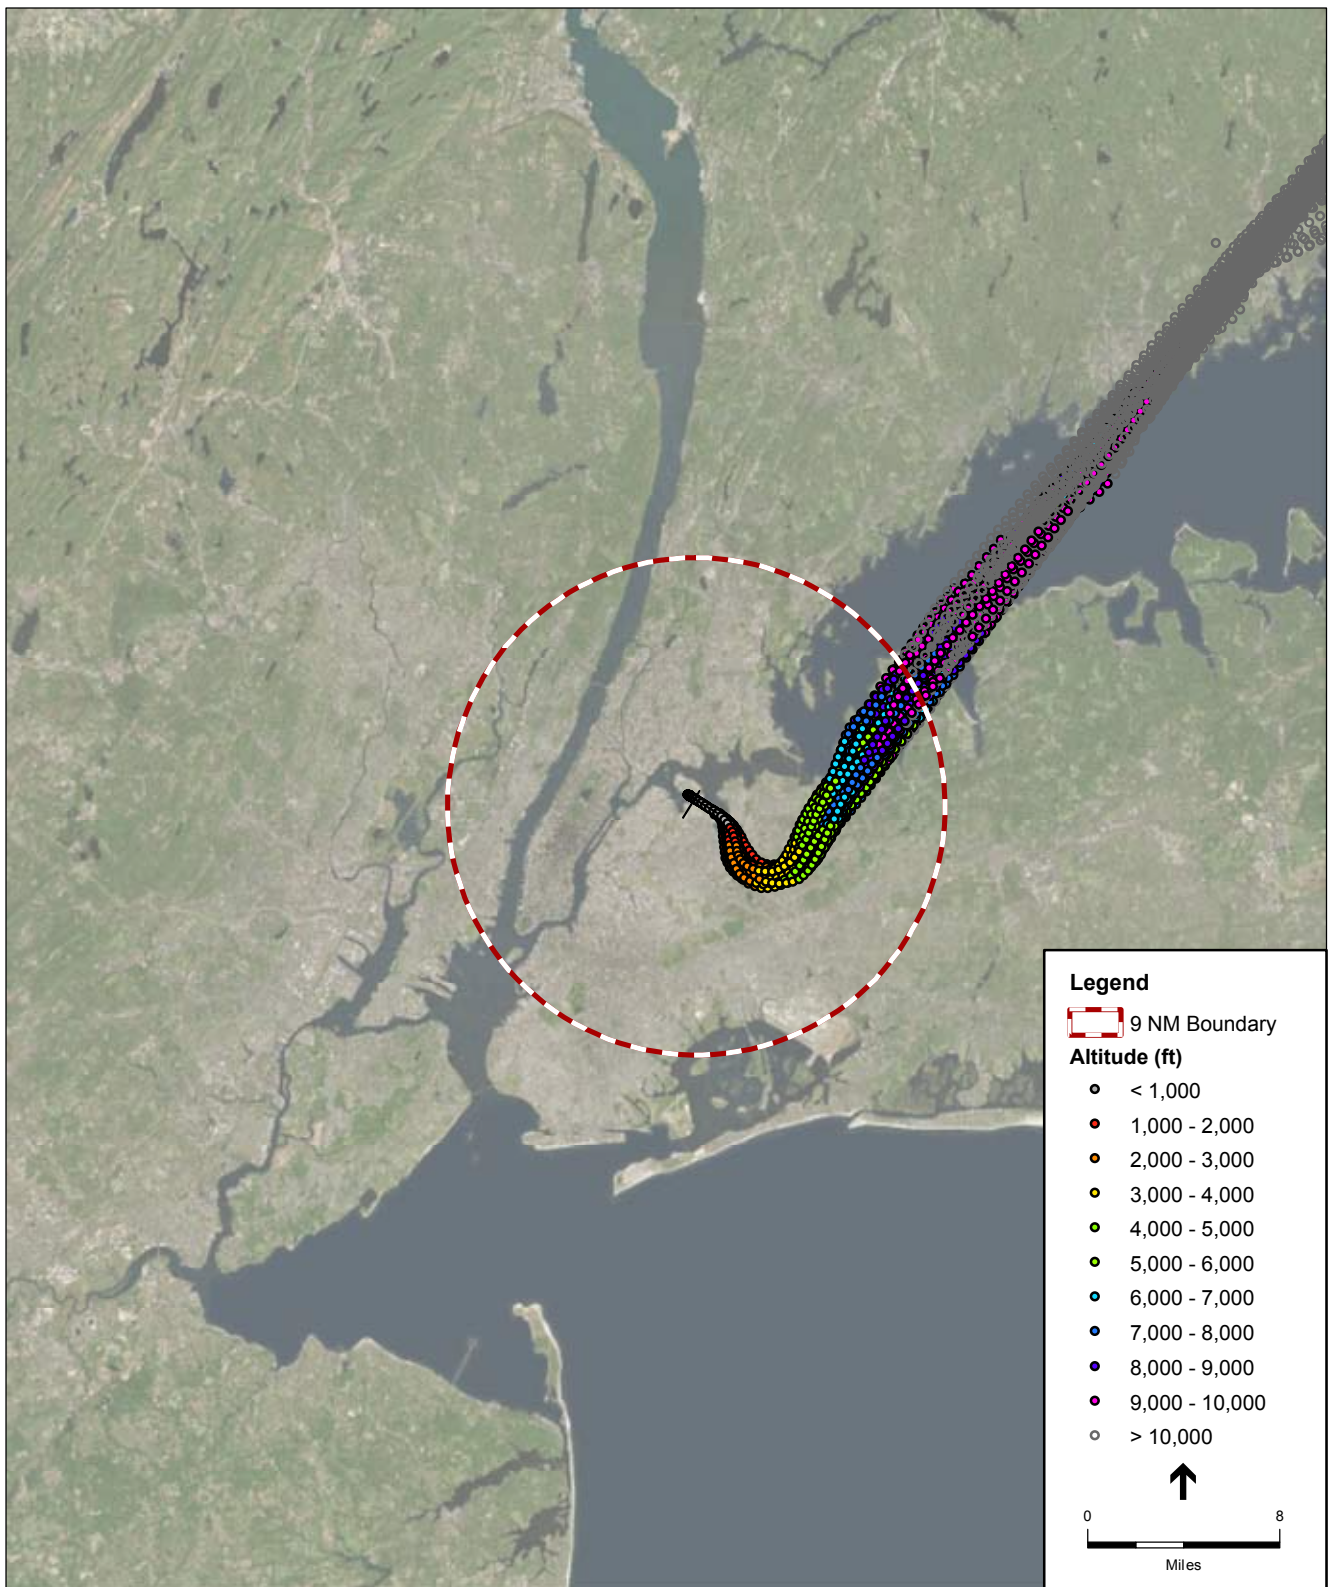 Legend
9 NM Boundary
Altitude (ft)
< 1,000
1,000 - 2,000
2,000 - 3,000
3,000 - 4,000
4,000 - 5,000
5,000 - 6,000
6,000 - 7,000
7,000 - 8,000
8,000 - 9,000
9,000 - 10,000
> 10,000
0 8
Miles